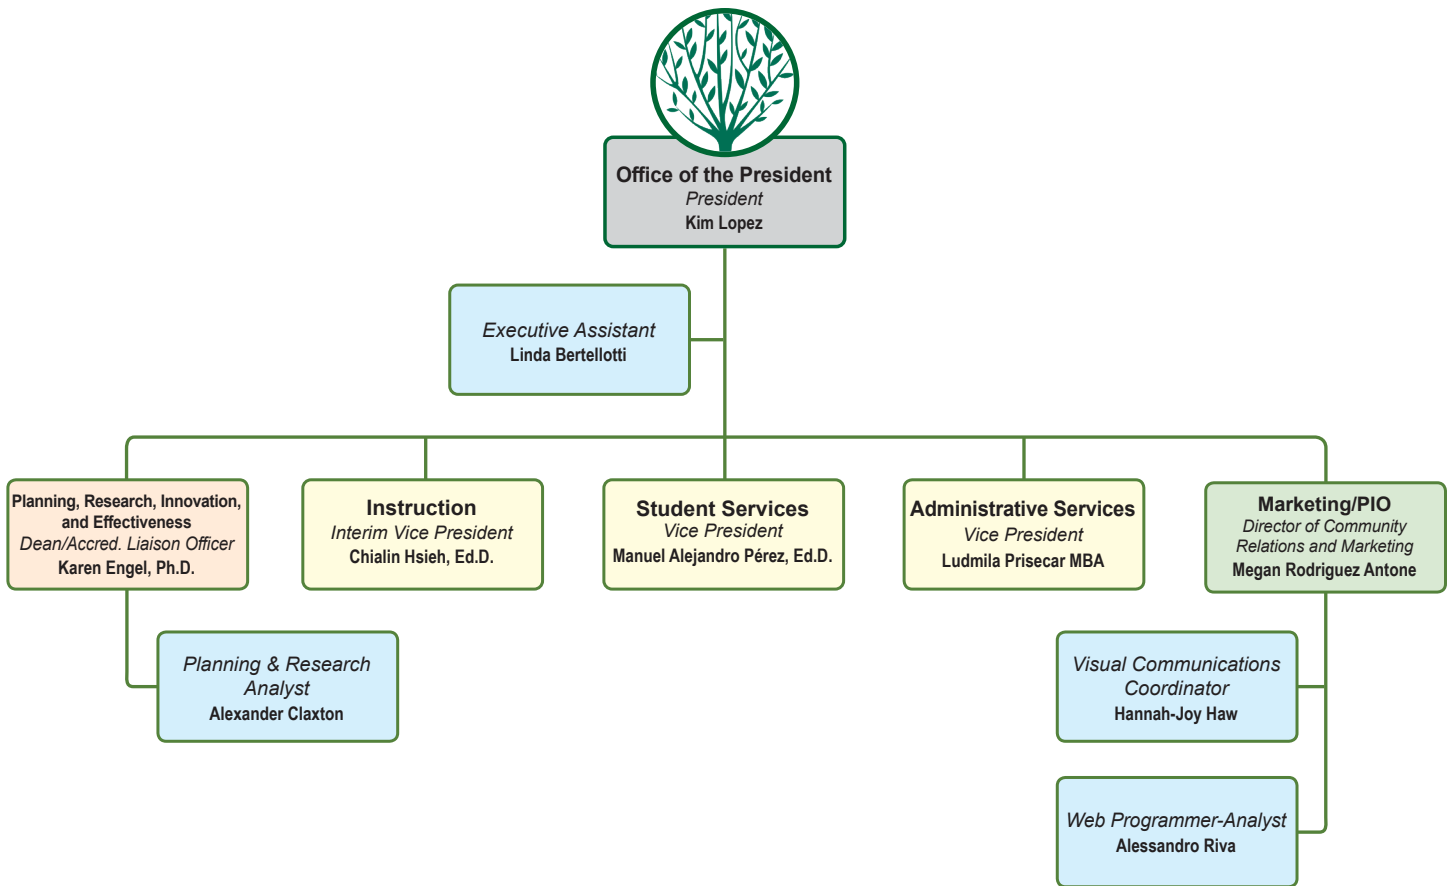 Office of the President
President
Kim Lopez
Executive Assistant
Linda Bertellotti
Planning, Research, Innovation,
and Effectiveness
Dean/Accred. Liaison Officer
Karen Engel, Ph.D.
Instruction
Interim Vice President
Chialin Hsieh, Ed.D.
Student Services
Vice President
Manuel Alejandro Pérez, Ed.D.
Administrative Services
Vice President
Ludmila Prisecar MBA
Marketing/PIO
Director of Community
Relations and Marketing
Megan Rodriguez Antone
Planning & Research
Analyst
Alexander Claxton
Visual Communications
Coordinator
Hannah-Joy Haw
Web Programmer-Analyst
Alessandro Riva